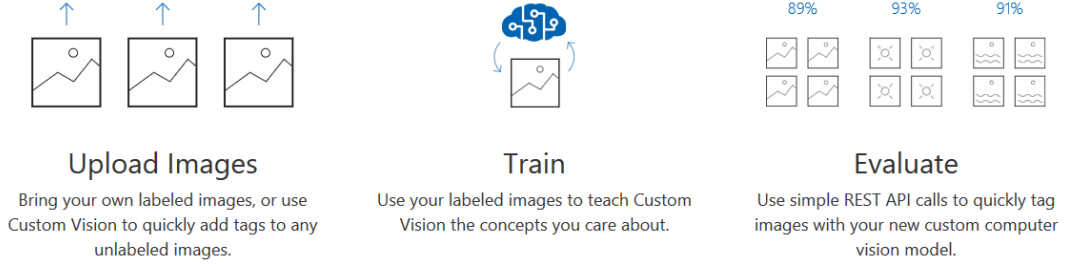 89%
93%
91%
Upload Images
Bring your own labeled images, or use
Custom Vision to quickly add tags to any
unlabeled images.
Train
Use your labeled images to teach Custom
Vision the concepts you care about.
Evaluate
Use simple REST API calls to quickly tag
images with your new custom computer
vision model.